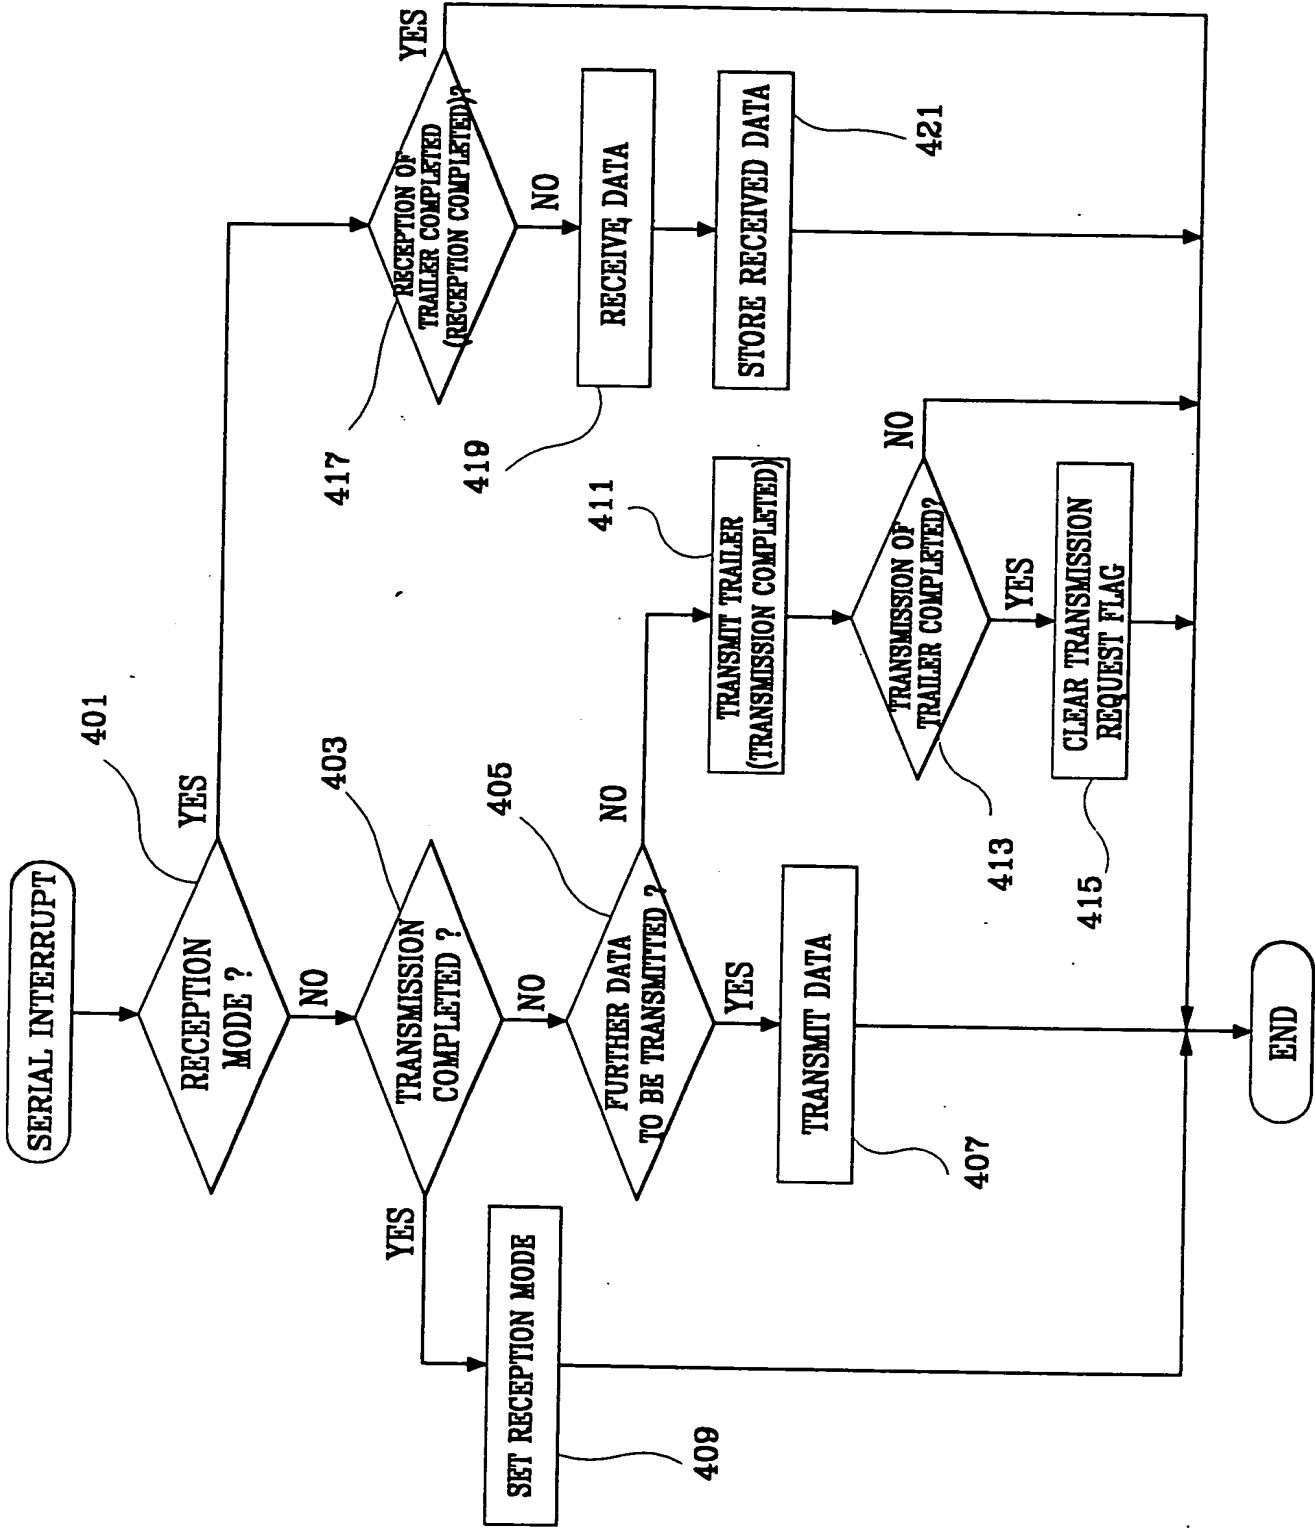 SERIAL INTERRUPT
401
RECEPTION
MODE ?
YES
NO
403
TRANSMISSION
COMPLETED ?
YES
NO
409
SET RECEPTION MODE
405
FURTHER DATA
TO BE TRANSMITTED ?
NO
YES
407
TRANSMIT DATA
411
TRANSMIT TRAILER
(TRANSMISSION COMPLETED)
413
TRANSMISSION OF
TRAILER COMPLETED?
NO
YES
415
CLEAR TRANSMISSION
REQUEST FLAG
417
RECEPTION OF
TRAILER COMPLETED
(RECEPTION COMPLETED)?
YES
NO
419
RECEIVE DATA
421
STORE RECEIVED DATA
END